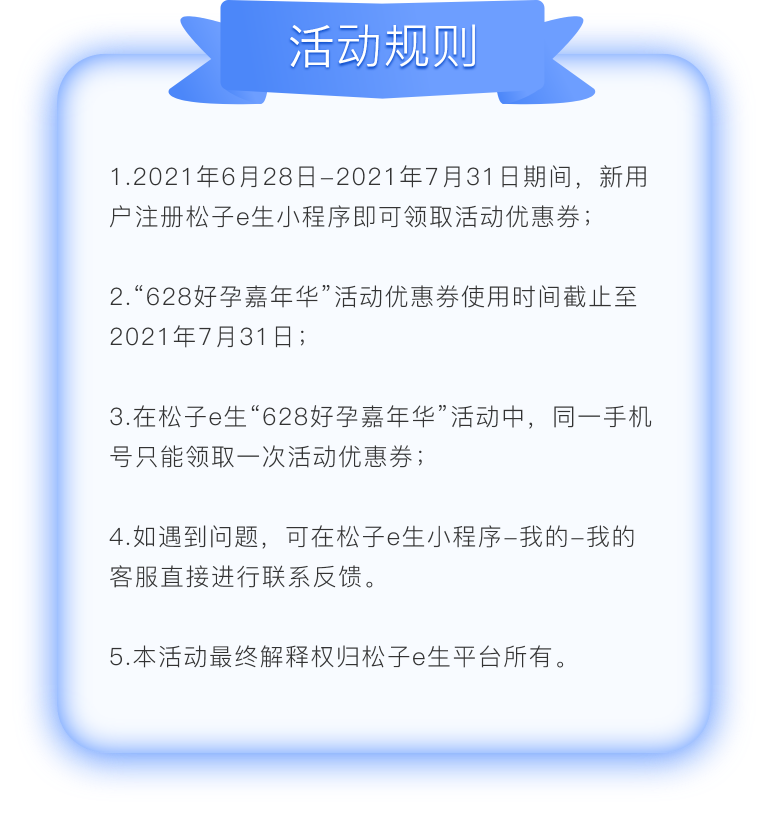 活动规则
1.2021年6月28日-2021年7月31日期间，新用
户注册松子e生小程序即可领取活动优惠券；
2.“628好孕嘉年华”活动优惠券使用时间截止至
2021年7月31日；
3.在松子e生“628好孕嘉年华”活动中，同一手机
号只能领取一次活动优惠券；
4.如遇到问题，可在松子e生小程序-我的-我的
客服直接进行联系反馈。
5.本活动最终解释权归松子e生平台所有。